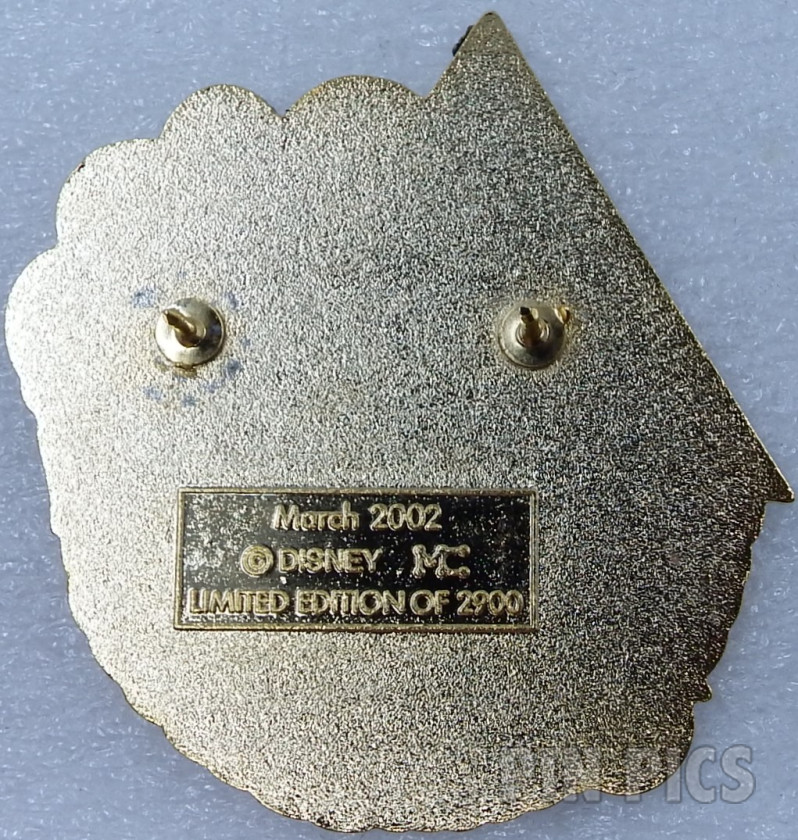 March 2002
© DISNEY MC
LIMITED EDITION OF 2900
PIN PICS